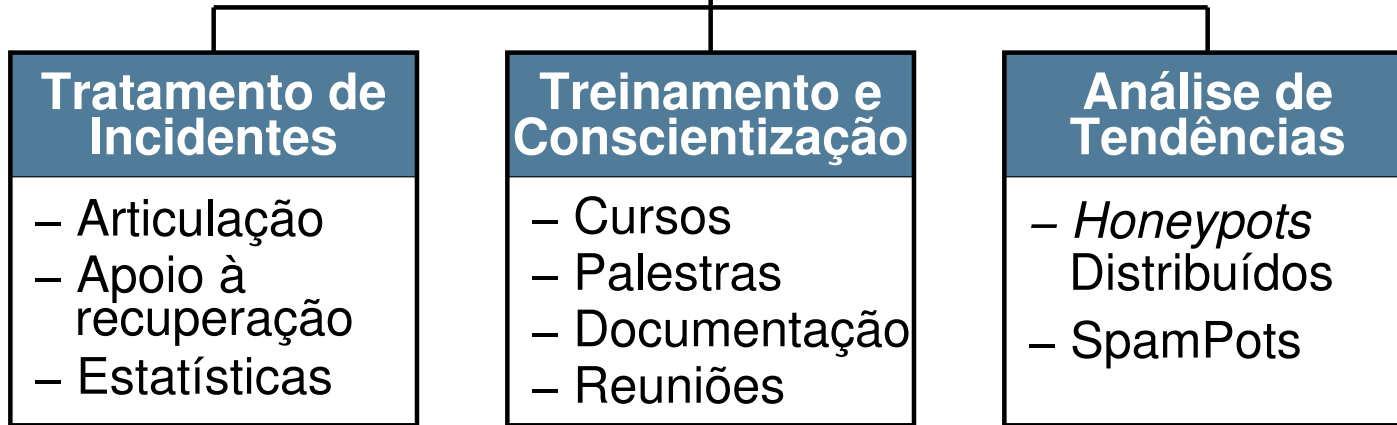 Tratamento de
Incidentes
– Articulação
– Apoio à
recuperação
– Estatísticas
Treinamento e
Conscientização
– Cursos
– Palestras
– Documentação
– Reuniões
Análise de
Tendências
– Honeypots
Distribuídos
– SpamPots